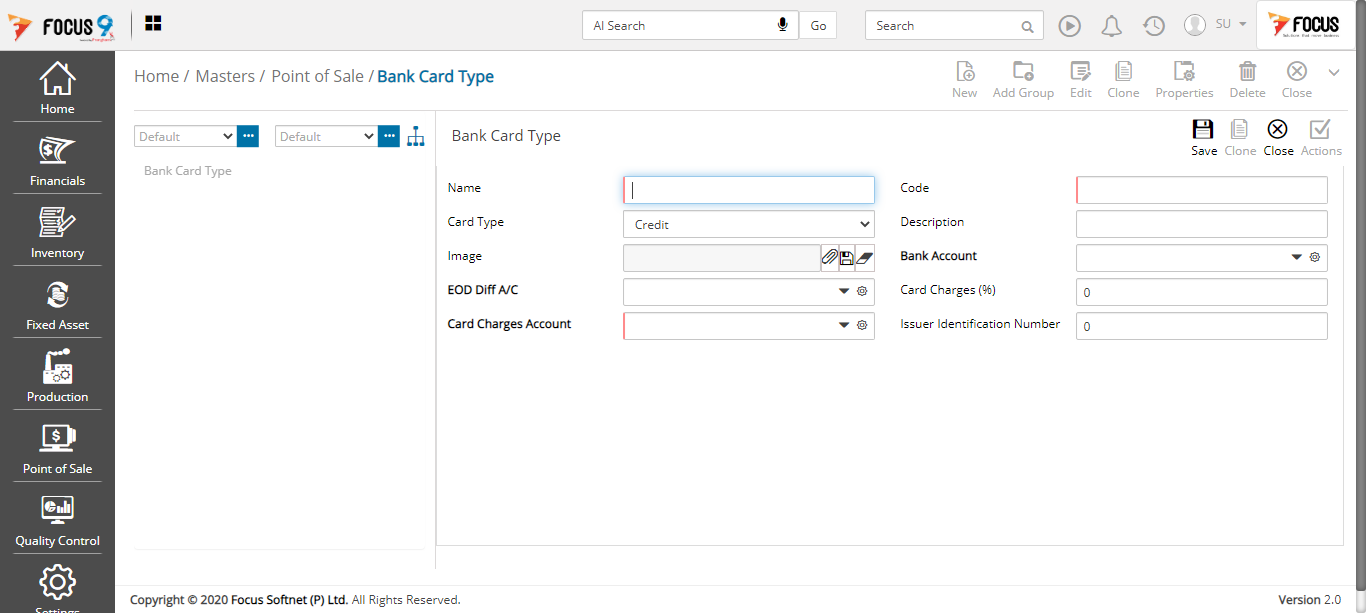 FOCUS 9
AI Search
Go
Search
SU
FOCUS
Home / Masters / Point of Sale / Bank Card Type
New
Add Group
Edit
Clone
Properties
Delete
Close
Home
Financials
Inventory
Fixed Asset
Production
Point of Sale
Quality Control
Settings
Default
Default
Bank Card Type
Bank Card Type
Save
Clone
Close
Actions
Name
Code
Card Type
Credit
Description
Image
Bank Account
EOD Diff A/C
Card Charges (%)
0
Card Charges Account
Issuer Identification Number
0
Copyright © 2020 Focus Softnet (P) Ltd. All Rights Reserved.
Version 2.0